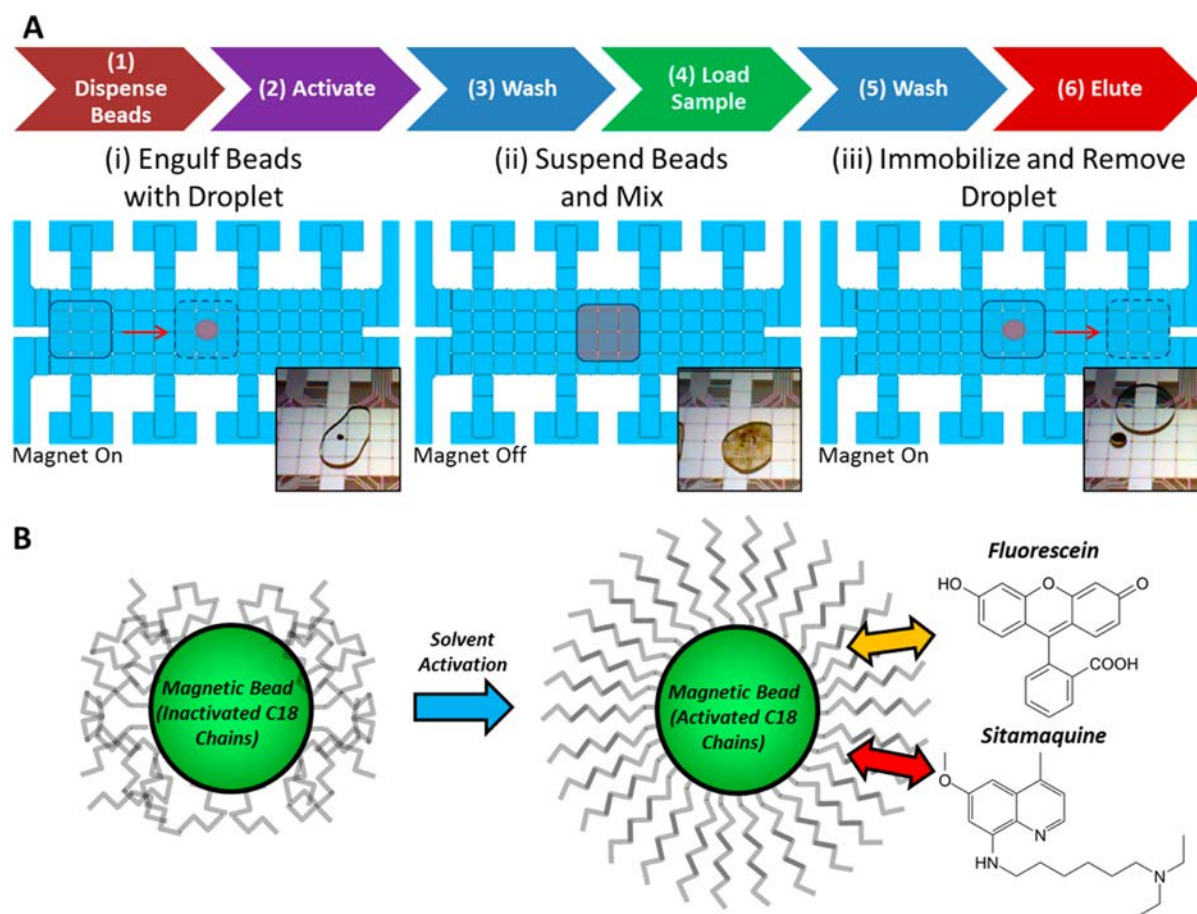 A
(1)
Dispense
Beads
(2) Activate
(3) Wash
(4) Load
Sample
(5) Wash
(6) Elute
(i) Engulf Beads
with Droplet
(ii) Suspend Beads
and Mix
(iii) Immobilize and Remove
Droplet
Magnet On
Magnet Off
Magnet On
B
Magnetic Bead
(Inactivated C18
Chains)
Solvent
Activation
Magnetic Bead
(Activated C18
Chains)
Fluorescein
HO
O
O
COOH
Sitamaquine
O
N
HN
N